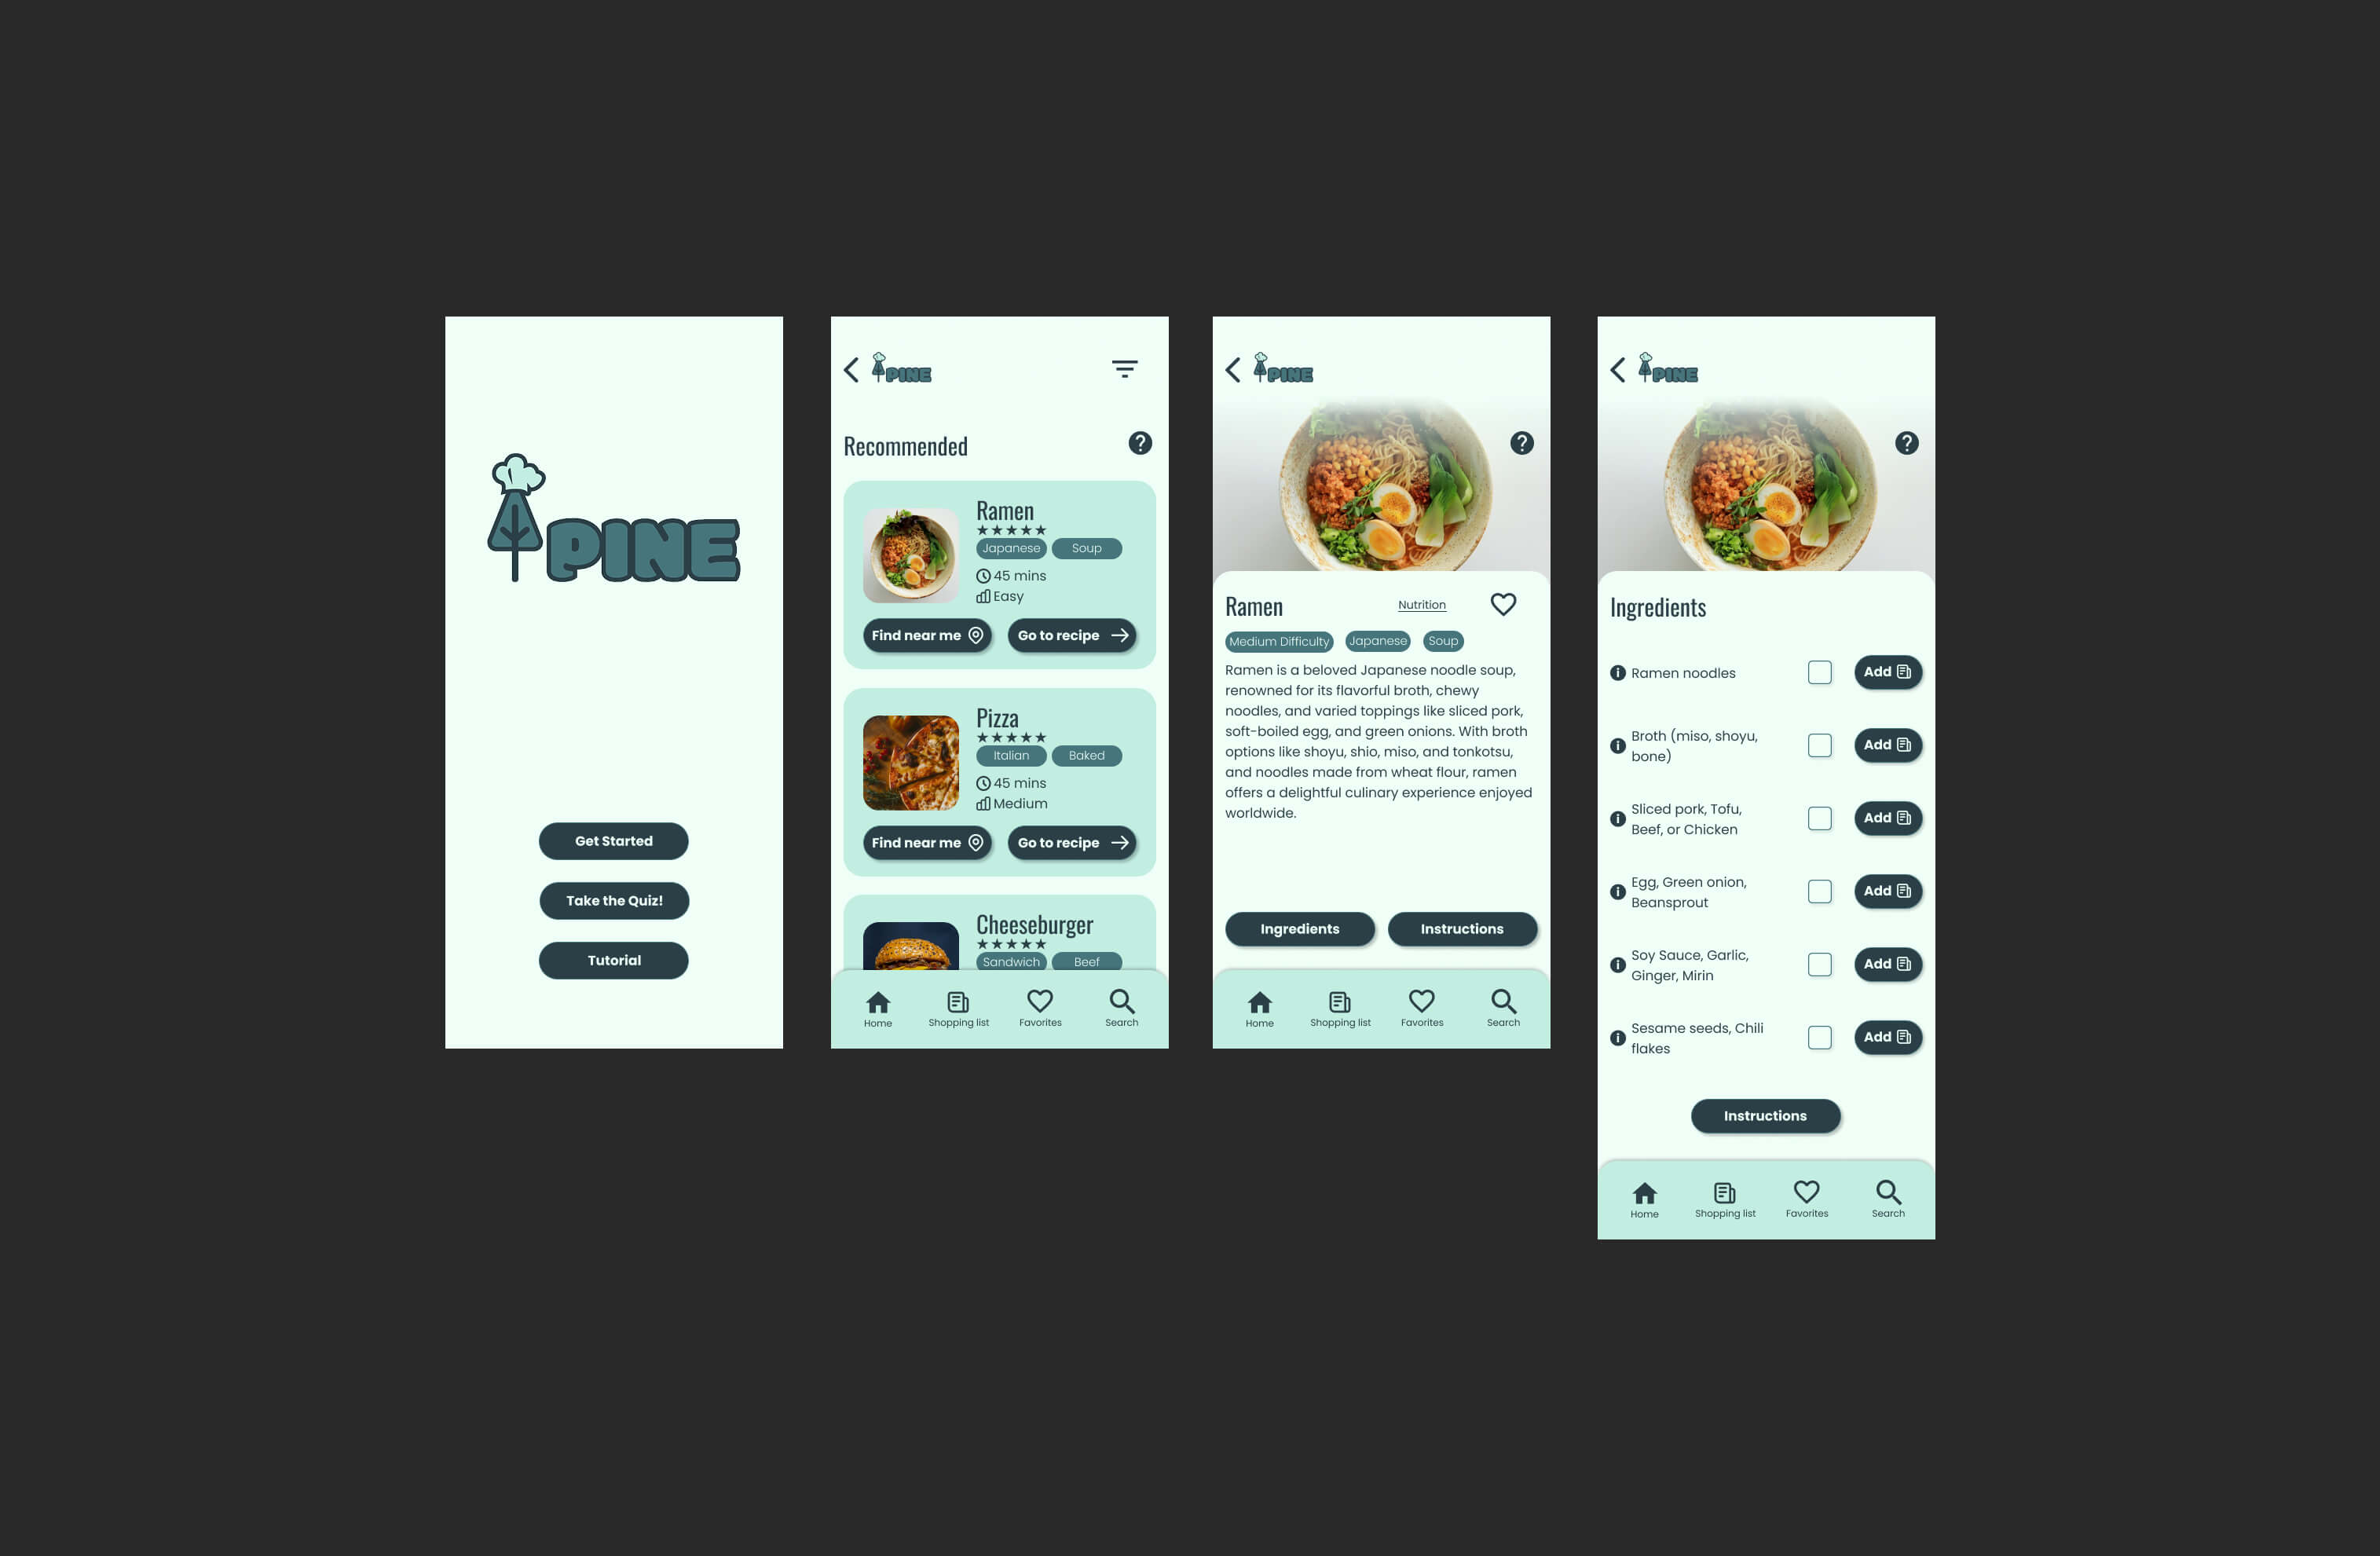 PINE
Get Started
Take the Quiz!
Tutorial
PINE
Recommended
?
Ramen
★★★★★
Japanese Soup
45 mins
Easy
Find near me Go to recipe
Pizza
★★★★★
Italian Baked
45 mins
Medium
Find near me Go to recipe
Cheeseburger
★★★★★
Sandwich Beef
Home Shopping list Favorites Search
PINE
?
Ramen Nutrition
Medium Difficulty Japanese Soup
Ramen is a beloved Japanese noodle soup,
renowned for its flavorful broth, chewy
noodles, and varied toppings like sliced pork,
soft-boiled egg, and green onions. With broth
options like shoyu, shio, miso, and tonkotsu,
and noodles made from wheat flour, ramen
offers a delightful culinary experience enjoyed
worldwide.
Ingredients Instructions
Home Shopping list Favorites Search
PINE
?
Ingredients
Ramen noodles Add
Broth (miso, shoyu,
bone) Add
Sliced pork, Tofu,
Beef, or Chicken Add
Egg, Green onion,
Beansprout Add
Soy Sauce, Garlic,
Ginger, Mirin Add
Sesame seeds, Chili
flakes Add
Instructions
Home Shopping list Favorites Search